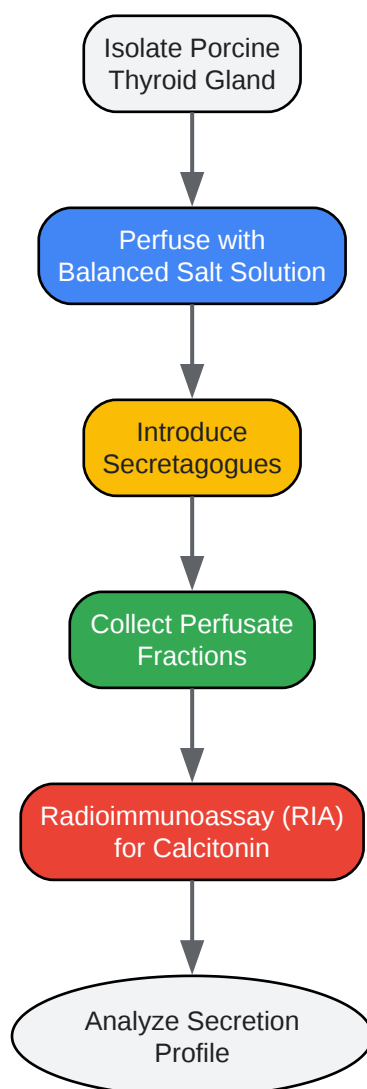 Isolate Porcine
Thyroid Gland
Perfuse with
Balanced Salt Solution
Introduce
Secretagogues
Collect Perfusate
Fractions
Radioimmunoassay (RIA)
for Calcitonin
Analyze Secretion
Profile